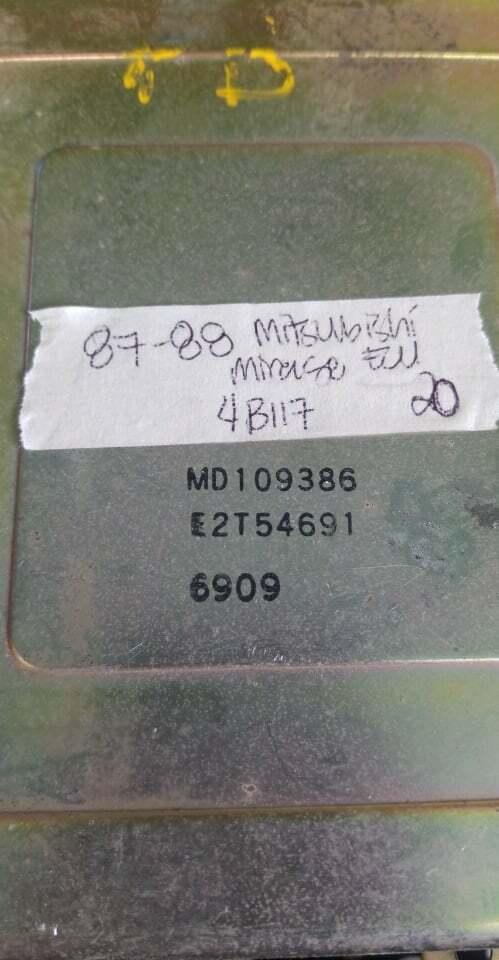 T D
87-88 Mitsubishi
Mirage ECU
4B117 20
MD109386
E2T54691
6909